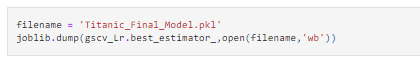 filename = 'Titanic_Final_Model.pkl'
joblib.dump(gscv_Lr.best_estimator_,open(filename,'wb'))